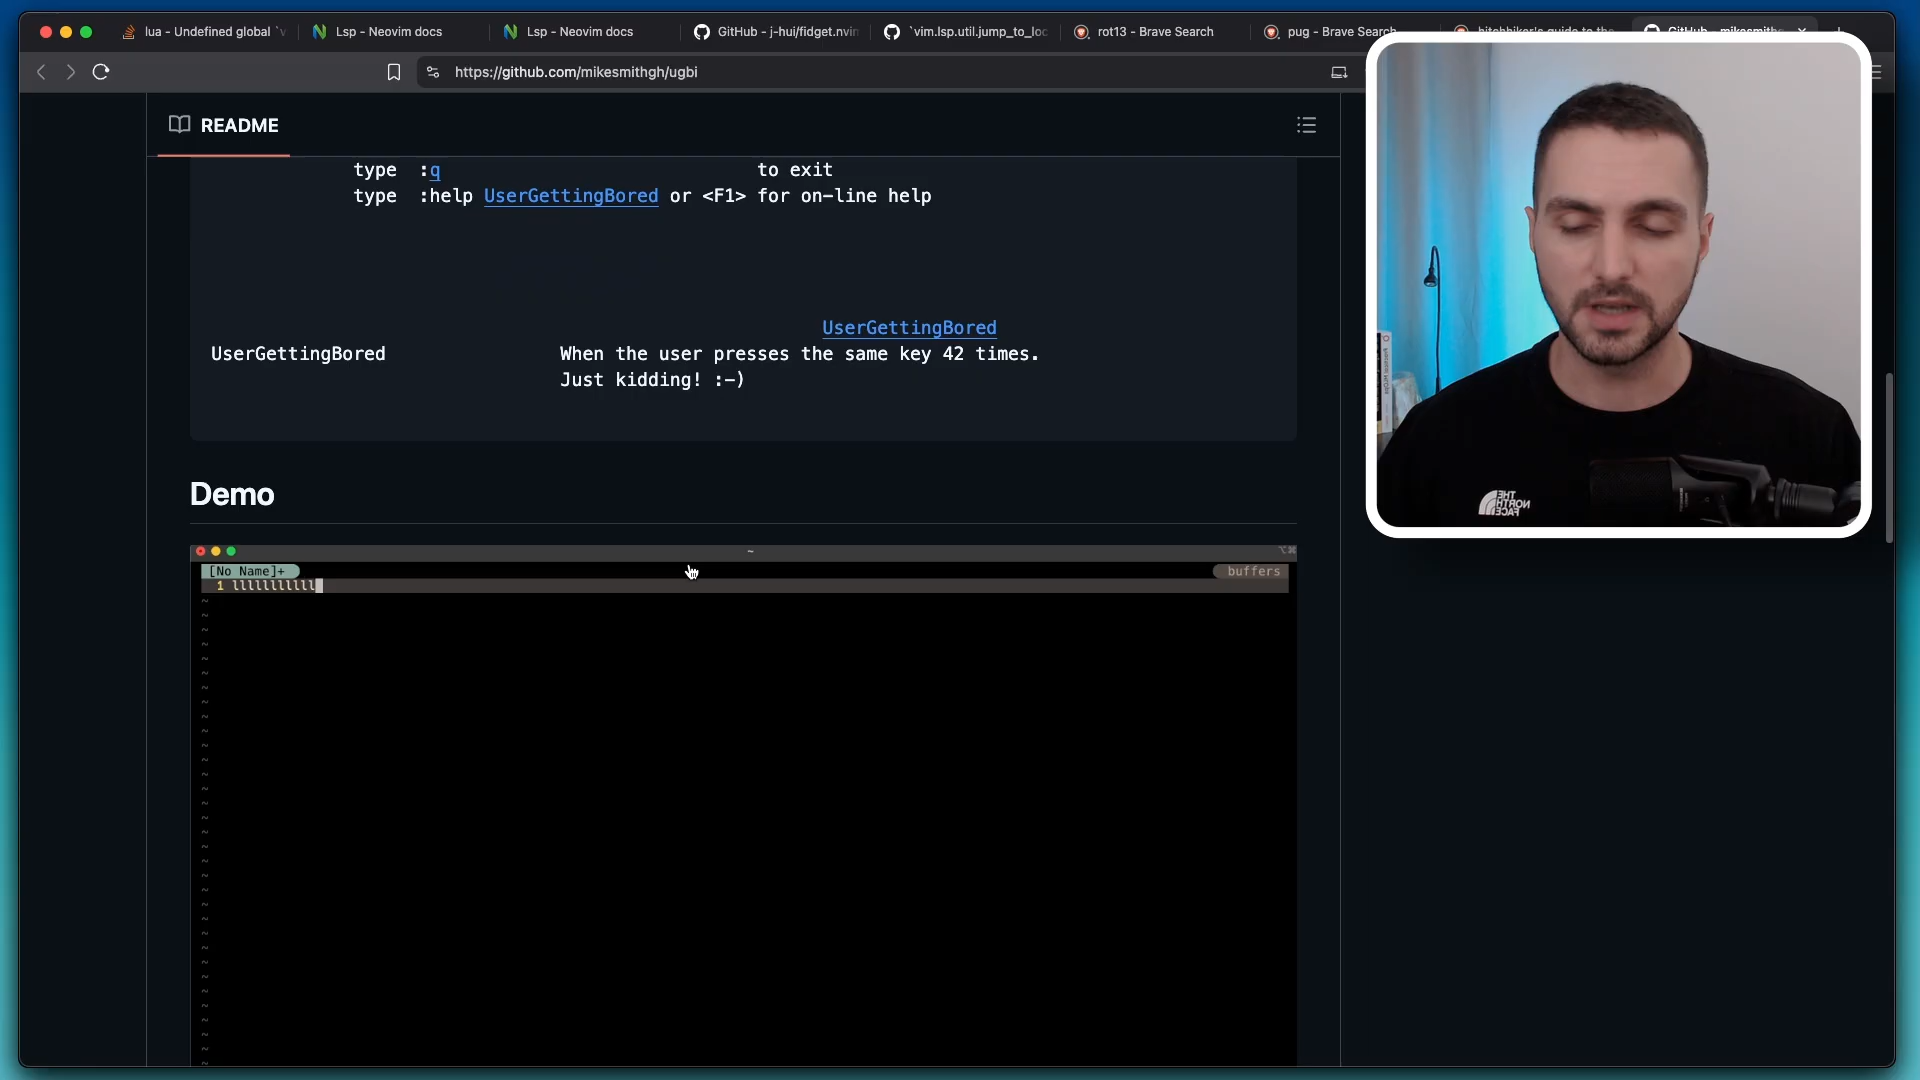 lua - Undefined global `v
Lsp - Neovim docs
Lsp - Neovim docs
GitHub - j-hui/fidget.nvim
`vim.lsp.util.jump_to_loc
rot13 - Brave Search
pug - Brave Search
https://github.com/mikesmithgh/ugbi
README
type :q to exit
type :help UserGettingBored or <F1> for on-line help
UserGettingBored
UserGettingBored When the user presses the same key 42 times.
Just kidding! :-)
Demo
~
[No Name]+ buffers
1 lllllllllll
THE NORTH FACE